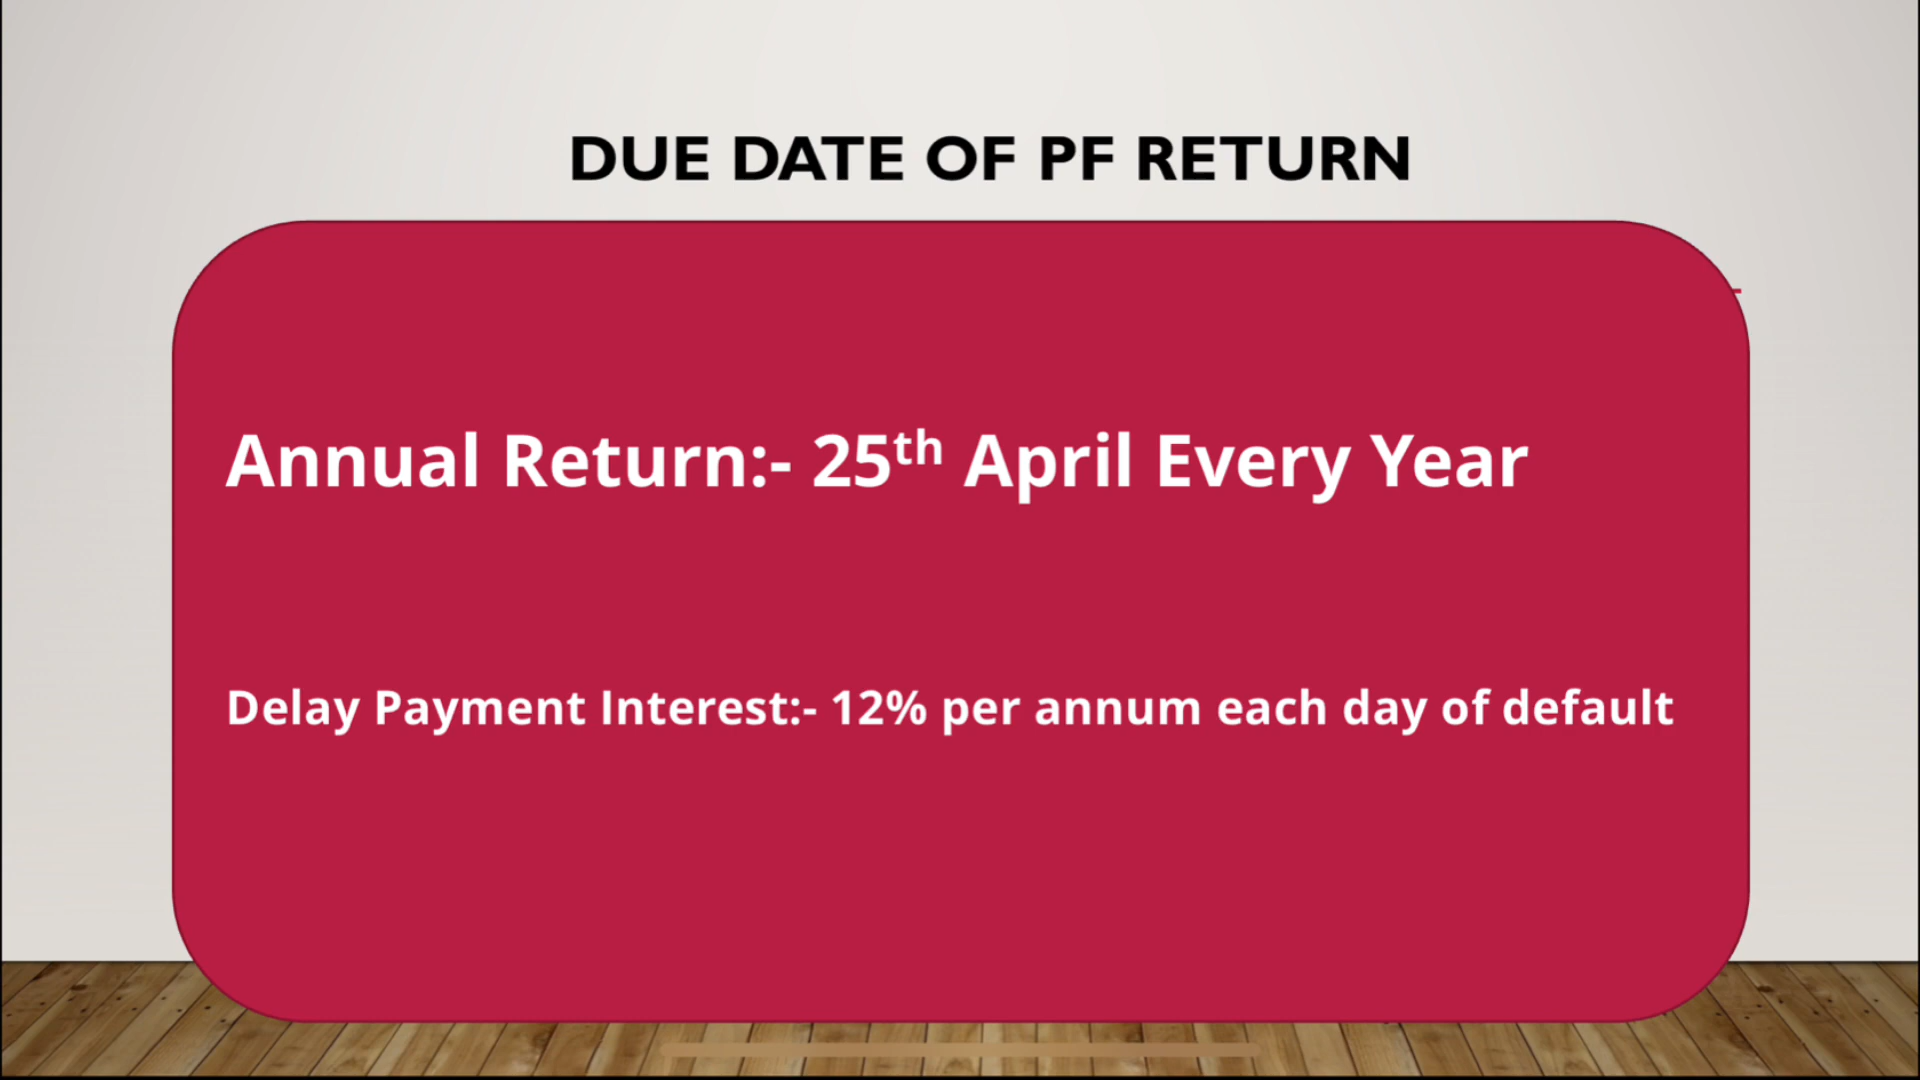 DUE DATE OF PF RETURN
Annual Return:- 25th April Every Year
Delay Payment Interest:- 12% per annum each day of default